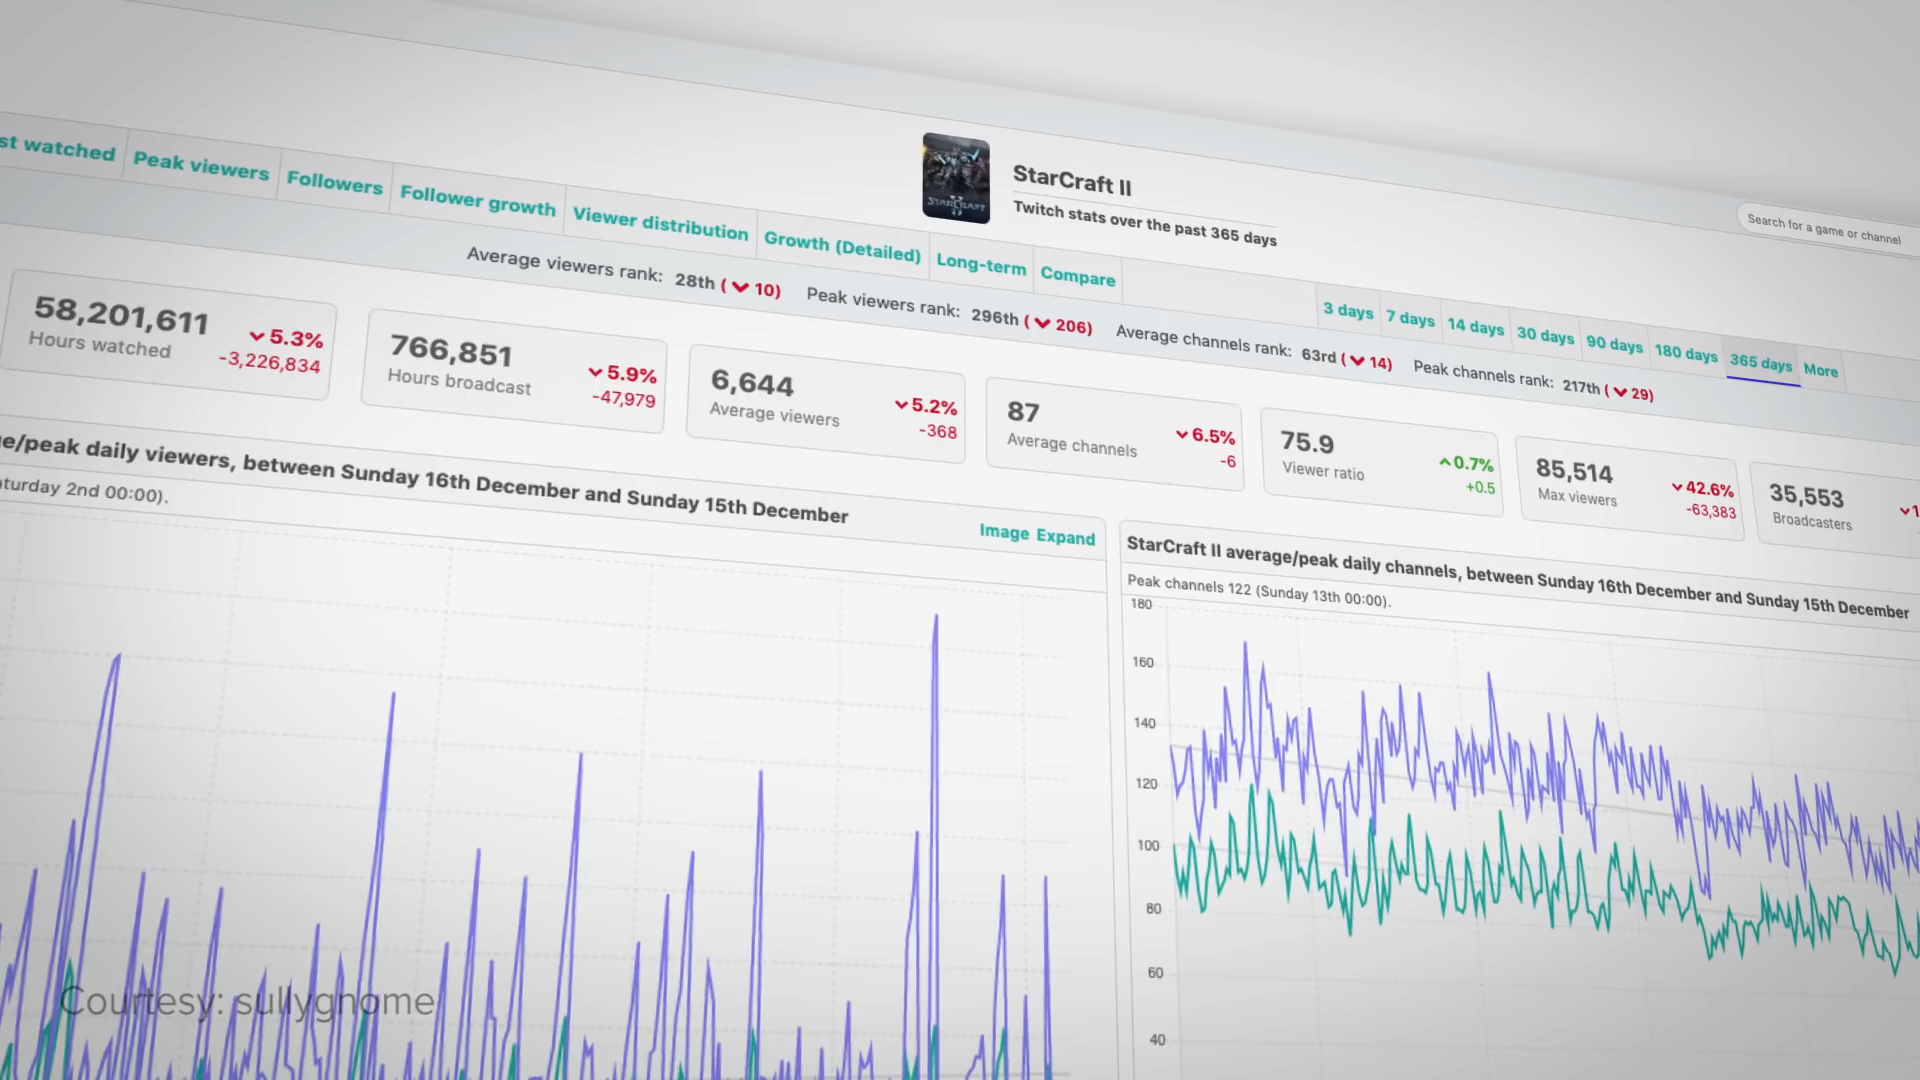 StarCraft II
Twitch stats over the past 365 days
Search for a game or channel
watched
Peak viewers
Followers
Follower growth
Viewer distribution
Growth (Detailed)
Long-term
Compare
3 days
7 days
14 days
30 days
90 days
180 days
365 days
More
Average viewers rank: 28th (10)
Peak viewers rank: 296th (206)
Average channels rank: 63rd (14)
Peak channels rank: 217th (29)
58,201,611
Hours watched
5.3%
-3,226,834
766,851
Hours broadcast
5.9%
-47,979
6,644
Average viewers
5.2%
-368
87
Average channels
6.5%
-6
75.9
Viewer ratio
0.7%
+0.5
85,514
Max viewers
42.6%
-63,383
35,553
Broadcasters
/peak daily viewers, between Sunday 16th December and Sunday 15th December
Image Expand
2nd 00:00).
StarCraft II average/peak daily channels, between Sunday 16th December and Sunday 15th December
Peak channels 122 (Sunday 13th 00:00).
180
160
140
120
100
80
60
40
STARCRAFT
II
Courtesy: sullygnome